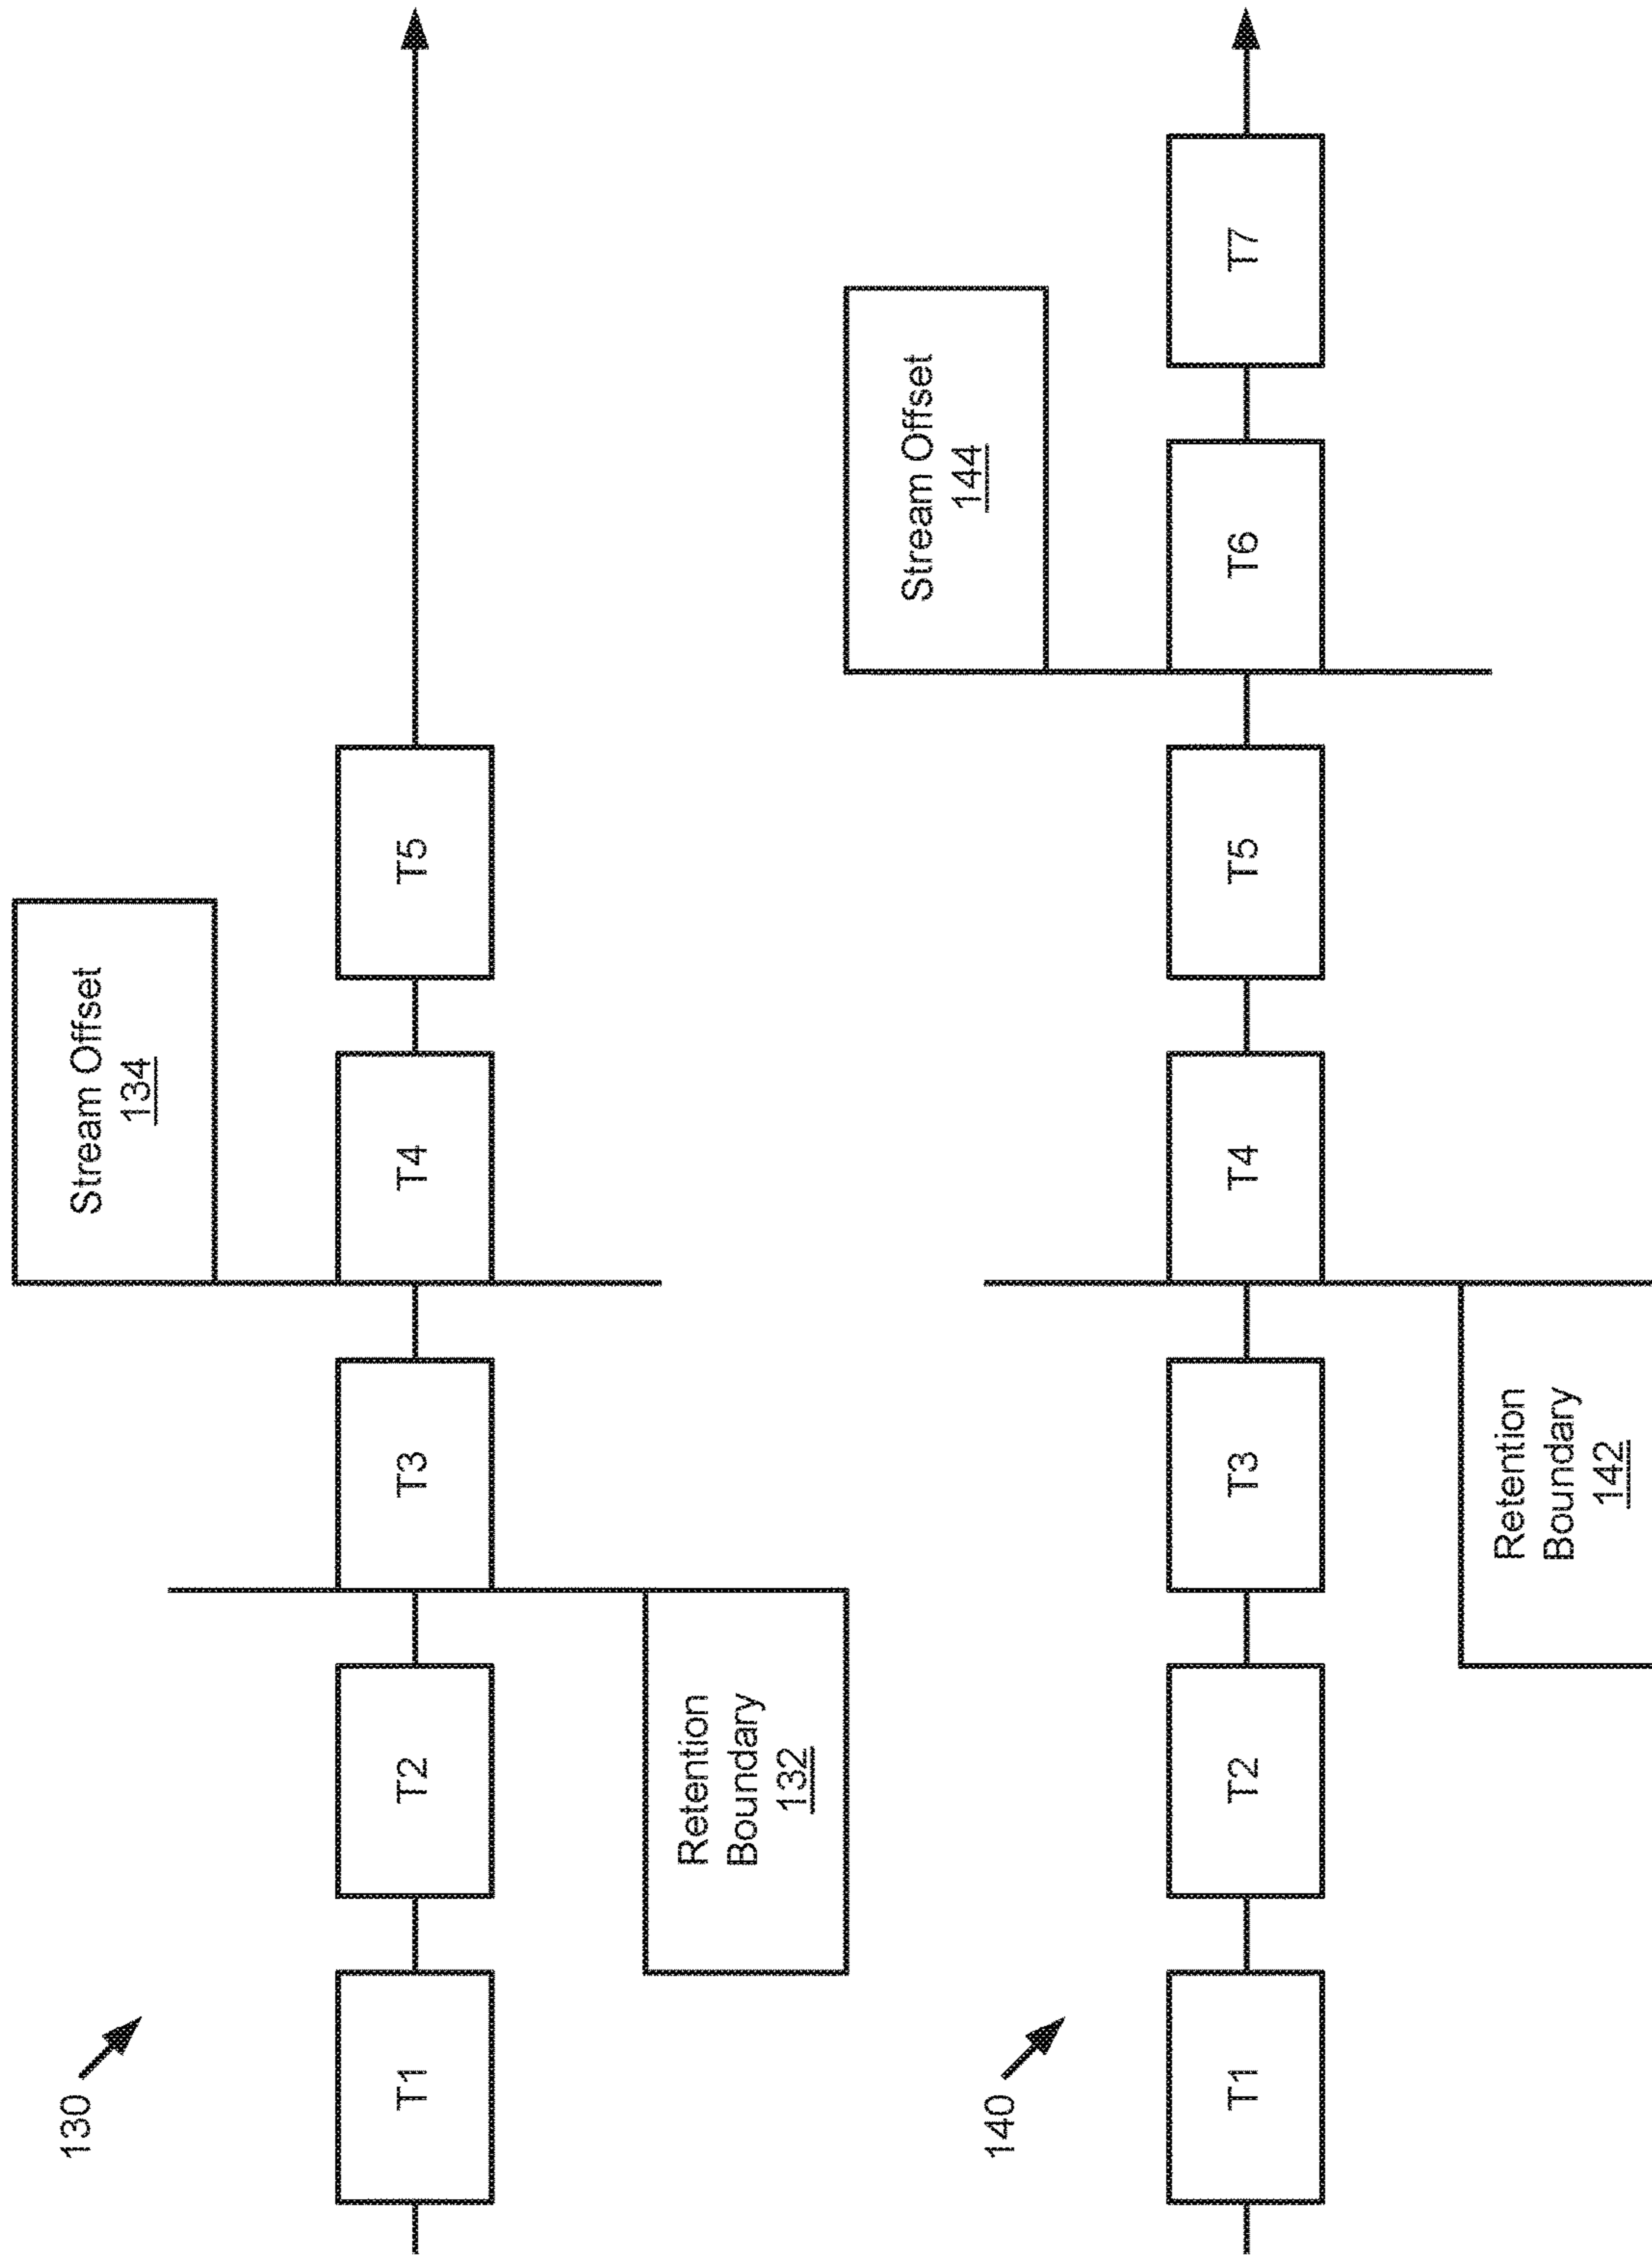 130
Stream Offset
134
T1
T2
T3
T4
T5
Retention
Boundary
132
140
Stream Offset
144
T1
T2
T3
T4
T5
T6
T7
Retention
Boundary
142